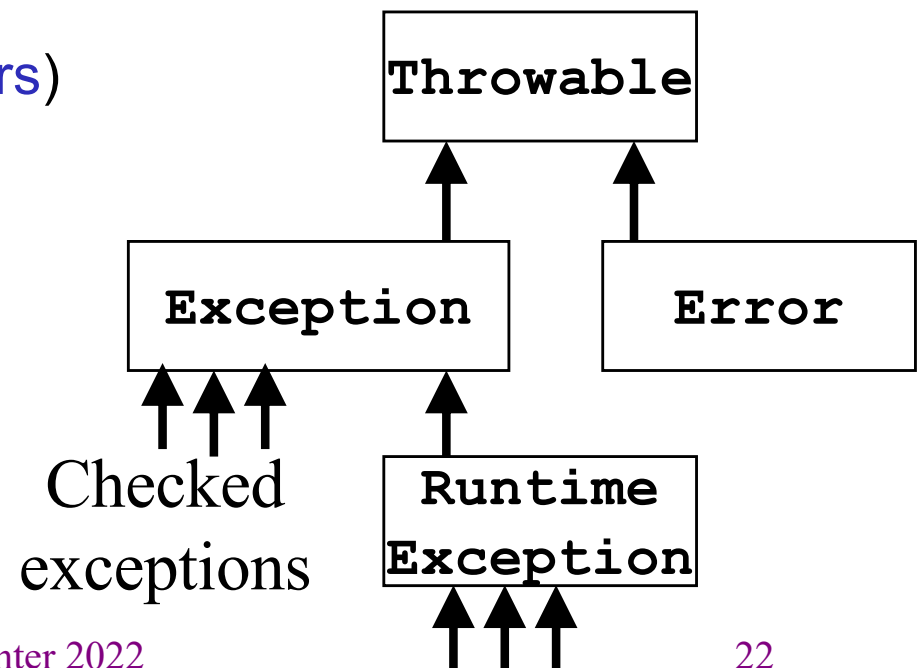 rs)
Throwable
Exception
Error
Checked
exceptions
Runtime
Exception
nter 2022
22